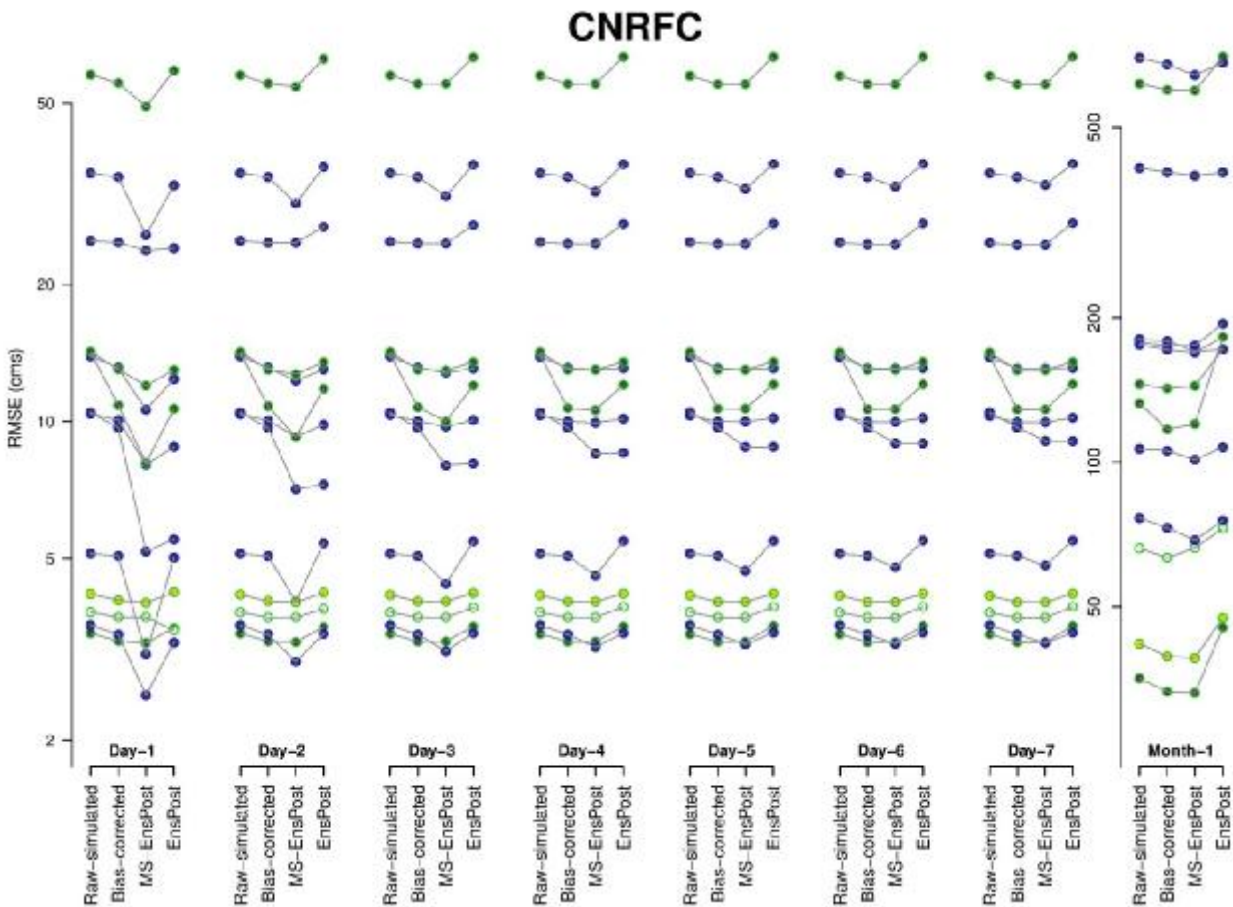 CNRFC
RMSE (cms)
50
20
10
5
2
500
200
100
50
Day-1
Day-2
Day-3
Day-4
Day-5
Day-6
Day-7
Month-1
Raw-simulated
Bias-corrected
MS-EnsPost
EnsPost
Raw-simulated
Bias-corrected
MS-EnsPost
EnsPost
Raw-simulated
Bias-corrected
MS-EnsPost
EnsPost
Raw-simulated
Bias-corrected
MS-EnsPost
EnsPost
Raw-simulated
Bias-corrected
MS-EnsPost
EnsPost
Raw-simulated
Bias-corrected
MS-EnsPost
EnsPost
Raw-simulated
Bias-corrected
MS-EnsPost
EnsPost
Raw-simulated
Bias-corrected
MS-EnsPost
EnsPost